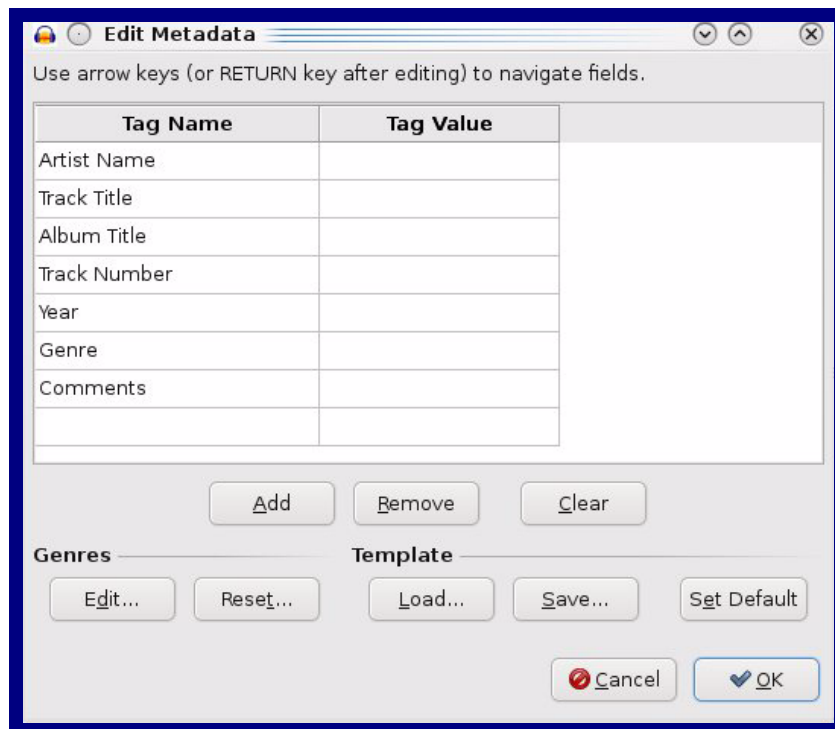 Edit Metadata
Use arrow keys (or RETURN key after editing) to navigate fields.
Tag Name Tag Value
Artist Name
Track Title
Album Title
Track Number
Year
Genre
Comments
Add Remove Clear
Genres Template
Edit... Reset... Load... Save... Set Default
Cancel OK